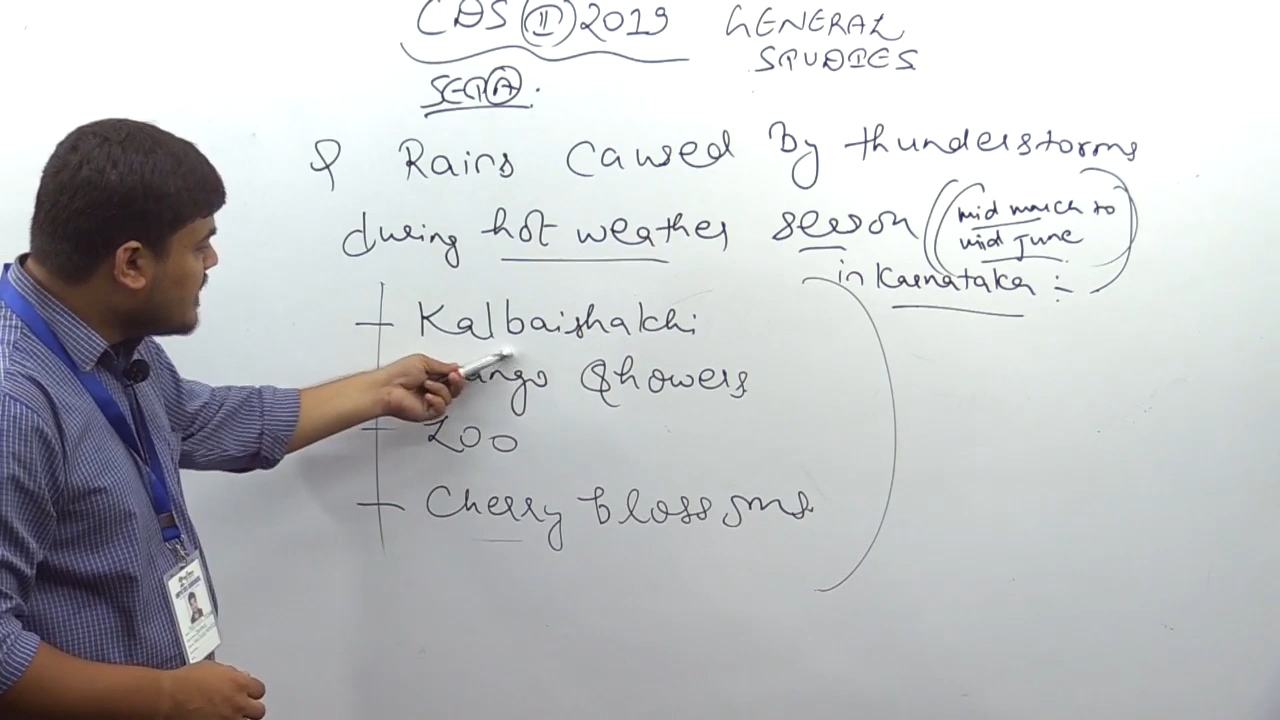 CDS II 2019 GENERAL STUDIES
SET A.
Q Rains Caused By thunderstorms
during hot weather season (mid march to mid June)
in Karnataka :-
Kalbaishakhi
ango Showers
Loo
Cherry blossoms